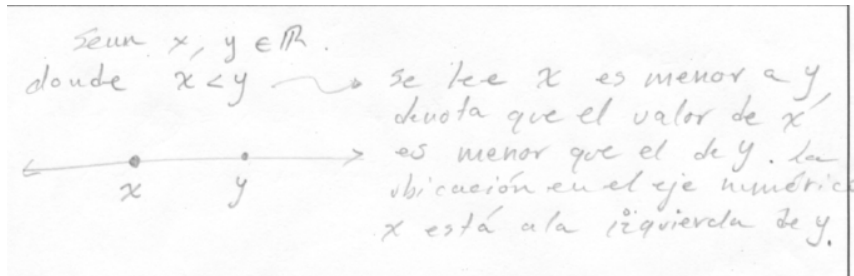 Sean x, y ∈ ℝ.
donde x < y → se lee x es menor a y,
denota que el valor de x
es menor que el de y. La
ubicación en el eje numérico
x está a la izquierda de y.
x y